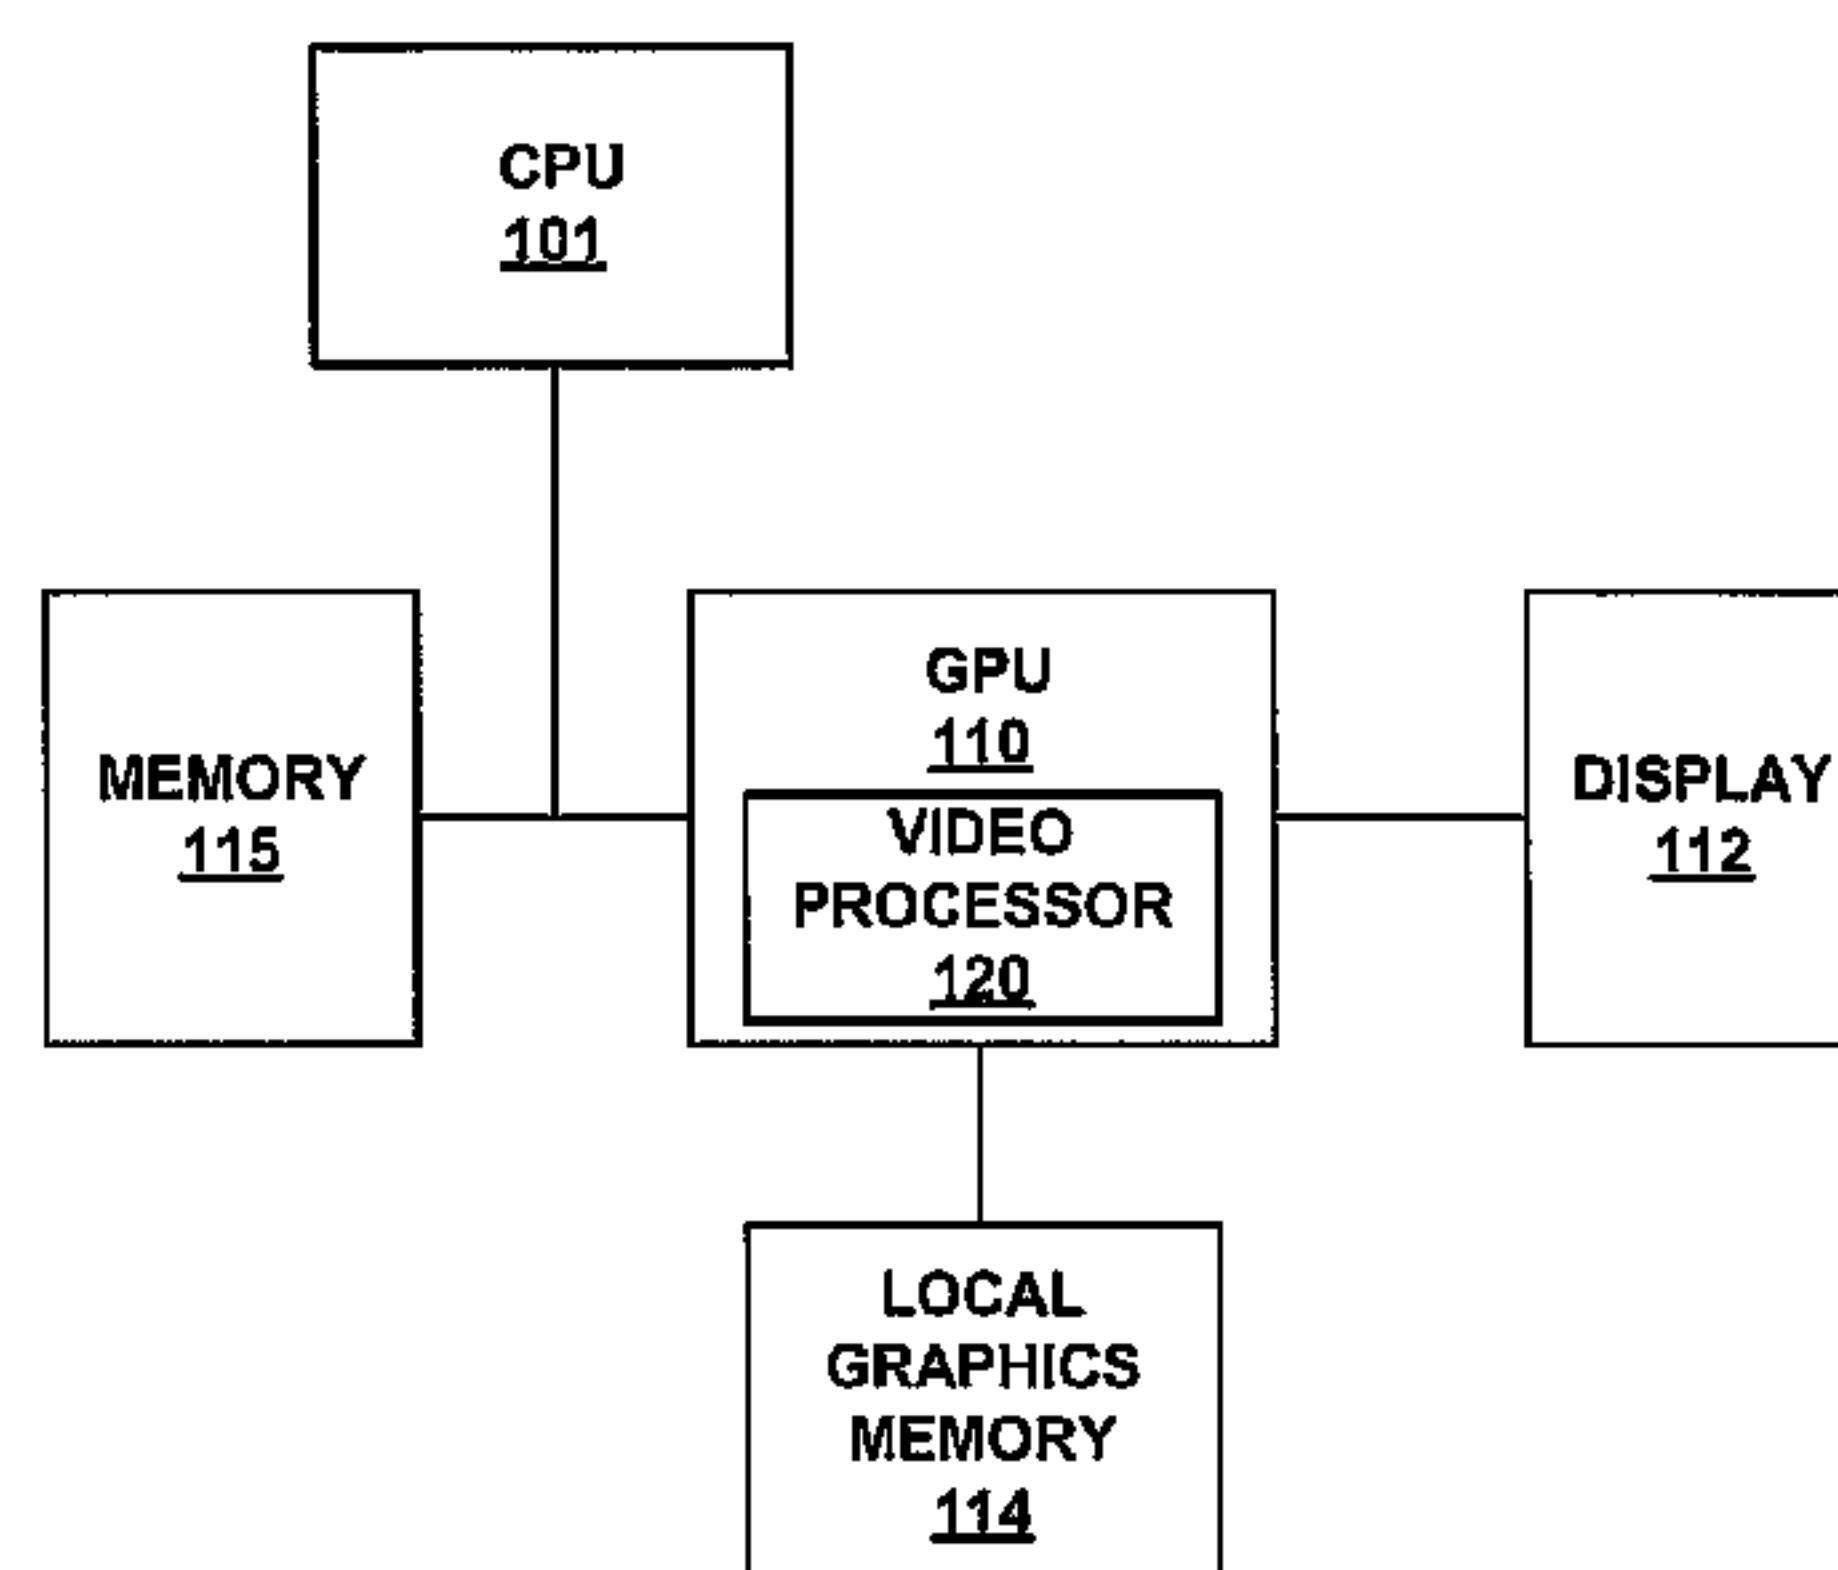 CPU
101
MEMORY
115
GPU
110
VIDEO
PROCESSOR
120
DISPLAY
112
LOCAL
GRAPHICS
MEMORY
114